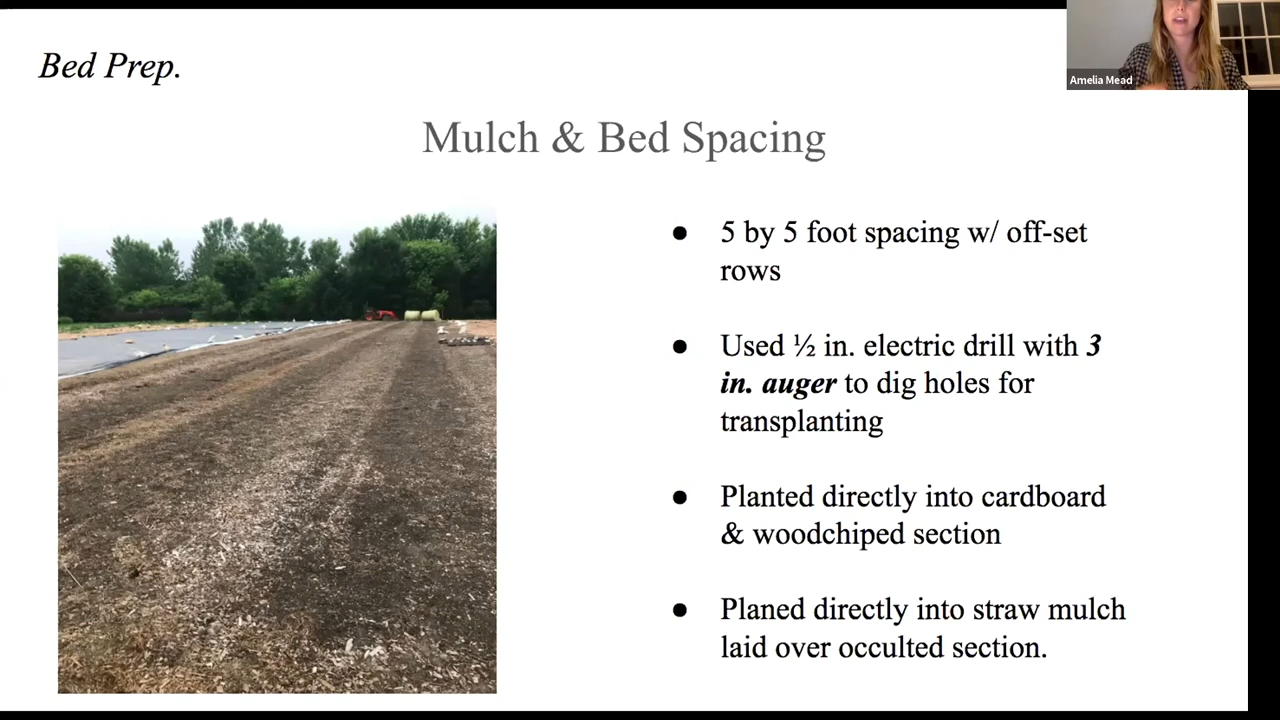 Bed Prep.
Amelia Mead
Mulch & Bed Spacing
● 5 by 5 foot spacing w/ off-set
rows
● Used ½ in. electric drill with 3
in. auger to dig holes for
transplanting
● Planted directly into cardboard
& woodchiped section
● Planed directly into straw mulch
laid over occulted section.